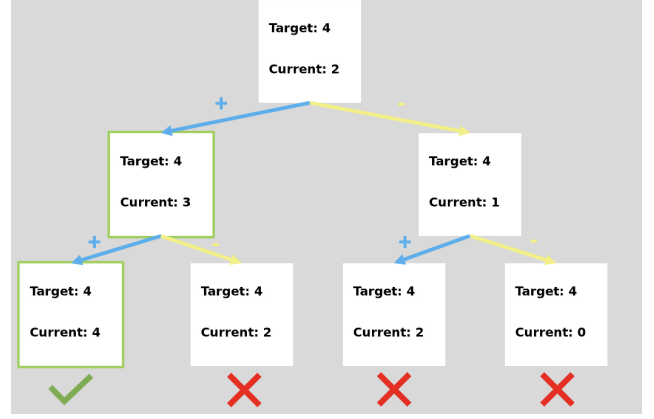 Target: 4
Current: 2
+
-
Target: 4
Current: 3
Target: 4
Current: 1
+
-
+
-
Target: 4
Current: 4
Target: 4
Current: 2
Target: 4
Current: 2
Target: 4
Current: 0